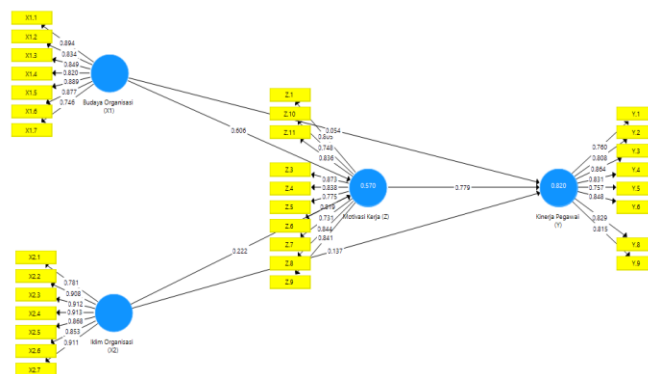 X1.1
X1.2
X1.3
X1.4
X1.5
X1.6
X1.7
0.894
0.834
0.849
0.820
0.889
0.877
0.746
Budaya Organisasi
(X1)
0.606
0.054
Z.1
Z.10
Z.11
Z.3
Z.4
Z.5
Z.6
Z.7
Z.8
Z.9
0.748
0.836
0.873
0.838
0.775
0.819
0.731
0.844
0.841
0.570
Motivasi Kerja (Z)
0.779
0.820
Kinerja Pegawai
(Y)
Y.1
Y.2
Y.3
Y.4
Y.5
Y.6
Y.8
Y.9
0.760
0.808
0.864
0.831
0.757
0.848
0.829
0.815
0.222
0.137
X2.1
X2.2
X2.3
X2.4
X2.5
X2.6
X2.7
0.781
0.908
0.912
0.913
0.868
0.853
0.911
Iklim Organisasi
(X2)